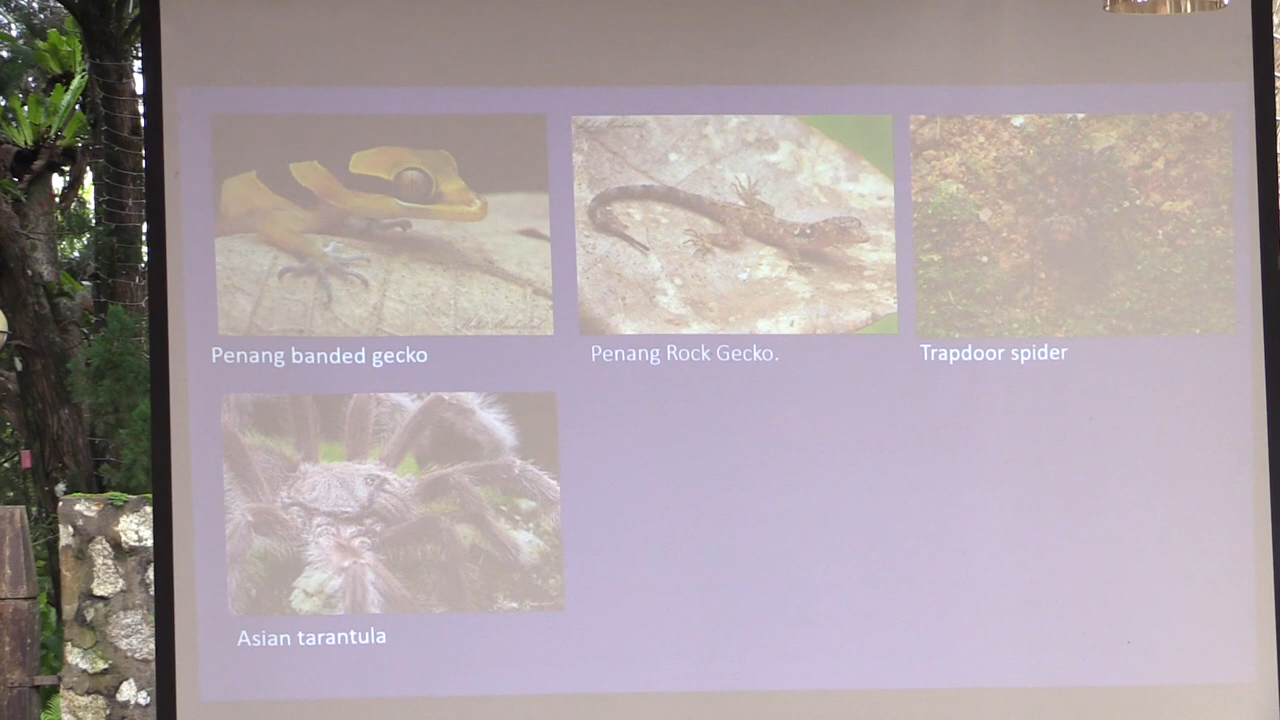 Penang banded gecko
Penang Rock Gecko.
Trapdoor spider
Asian tarantula